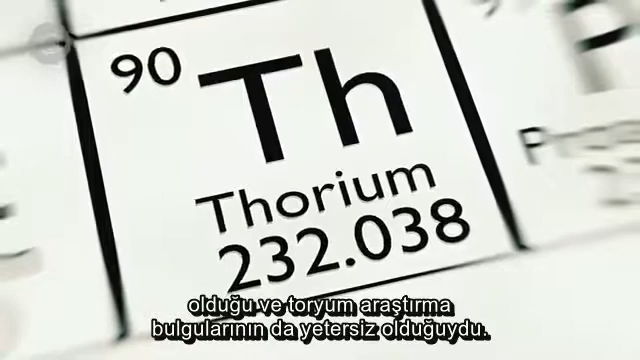 90
Th
Thorium
232.038
olduğu ve toryum araştırma
bulgularının da yetersiz olduğuydu.